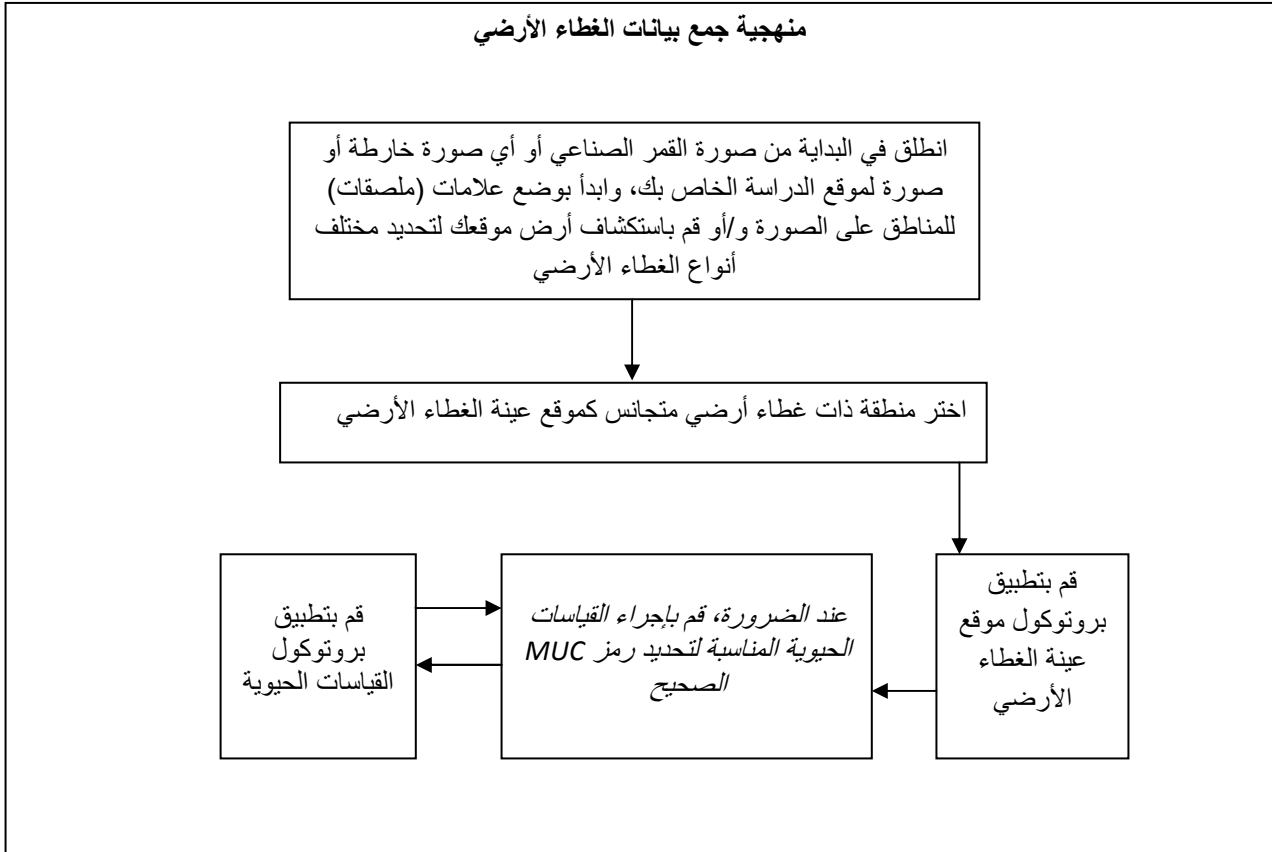 منهجية جمع بيانات الغطاء الأرضي
انطلق في البداية من صورة القمر الصناعي أو أي صورة خارطة أو
صورة لموقع الدراسة الخاص بك، وابدأ بوضع علامات (ملصقات)
للمناطق على الصورة و/أو قم باستكشاف أرض موقعك لتحديد مختلف
أنواع الغطاء الأرضي
اختر منطقة ذات غطاء أرضي متجانس كموقع عينة الغطاء الأرضي
قم بتطبيق
بروتوكول موقع
عينة الغطاء
الأرضي
عند الضرورة، قم بإجراء القياسات
الحيوية المناسبة لتحديد رمز MUC
الصحيح
قم بتطبيق
بروتوكول
القياسات الحيوية